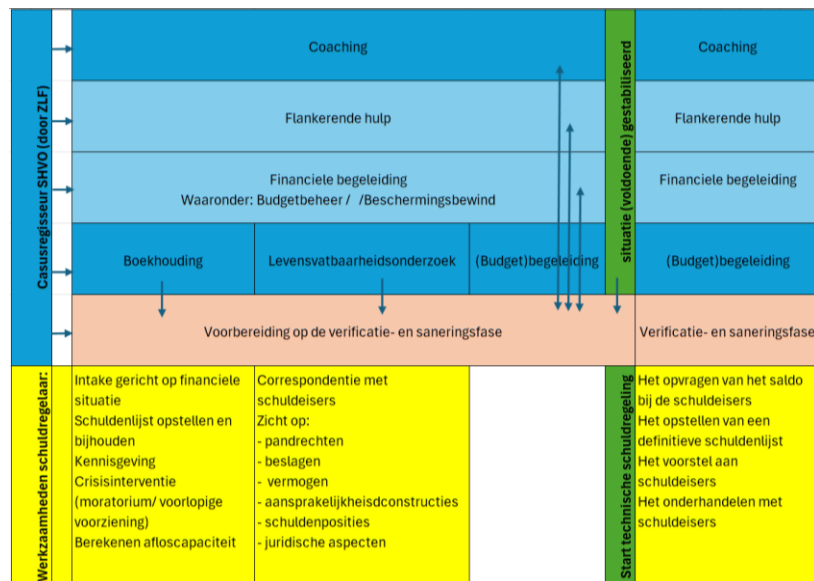 Casusregisseur SHVO (door ZLF)
Coaching
Flankerende hulp
Financiele begeleiding
Waaronder: Budgetbeheer / /Beschermingsbewind
Boekhouding
Levensvatbaarheidsonderzoek
(Budget)begeleiding
Voorbereiding op de verificatie- en saneringsfase
situatie (voldoende) gestabiliseerd
Coaching
Flankerende hulp
Financiele begeleiding
(Budget)begeleiding
Verificatie- en saneringsfase
Werkzaamheden schuldregelaar:
Intake gericht op financiele
situatie
Schuldenlijst opstellen en
bijhouden
Kennisgeving
Crisisinterventie
(moratorium/ voorlopige
voorziening)
Berekenen afloscapaciteit
Correspondentie met
schuldeisers
Zicht op:
- pandrechten
- beslagen
- vermogen
- aansprakelijkheisdconstructies
- schuldenposities
- juridische aspecten
Start technische schuldregeling
Het opvragen van het saldo
bij de schuldeisers
Het opstellen van een
definitieve schuldenlijst
Het voorstel aan
schuldeisers
Het onderhandelen met
schuldeisers